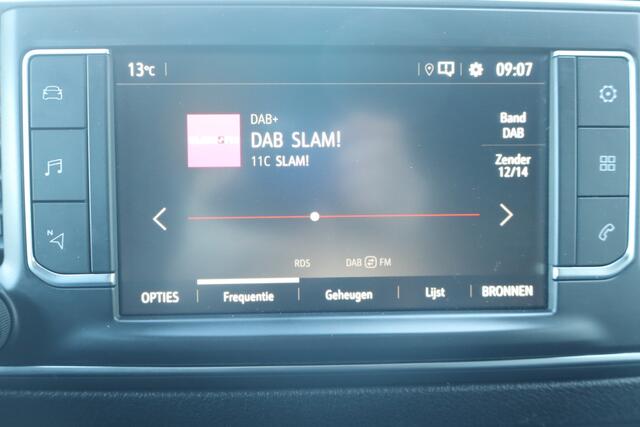 13°C
09:07
DAB+
DAB SLAM!
11C SLAM!
Band
DAB
Zender
12/14
N
RDS
DAB FM
OPTIES
Frequentie
Geheugen
Lijst
BRONNEN